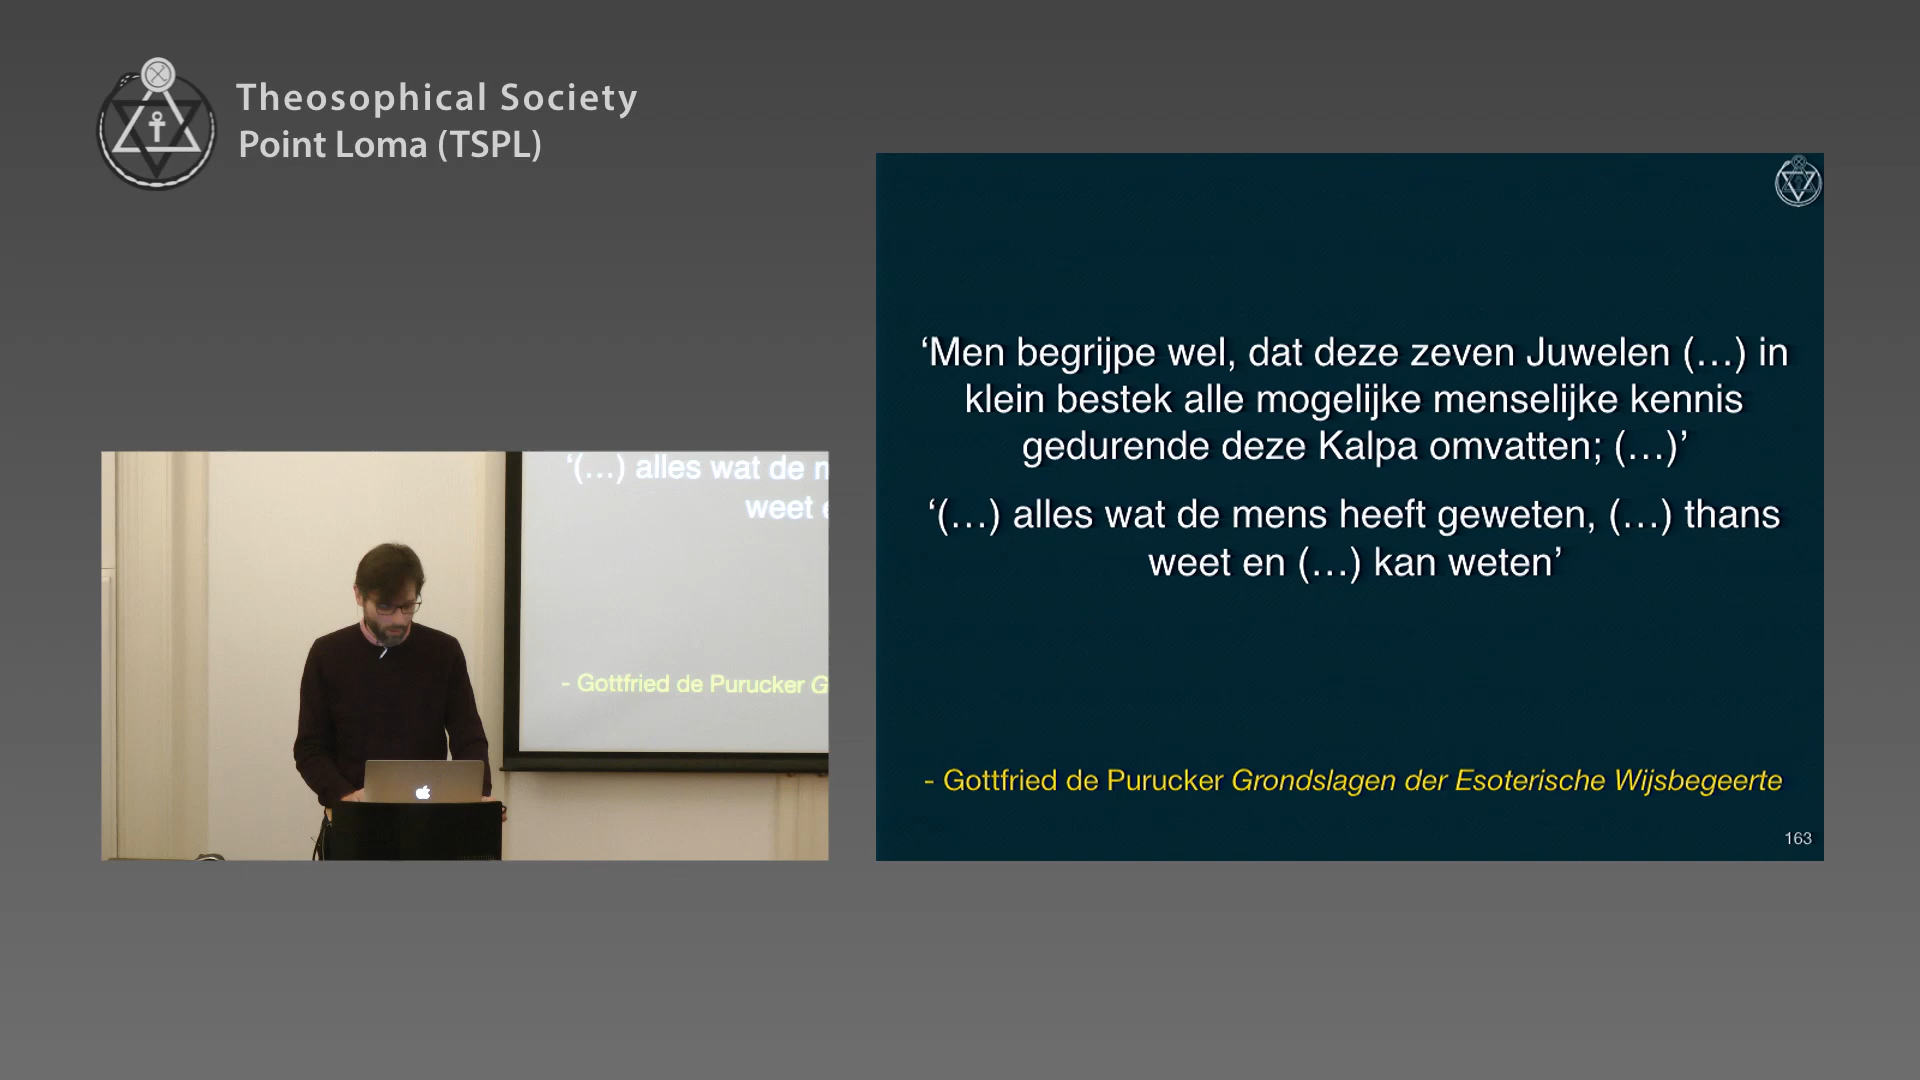 Theosophical Society
Point Loma (TSPL)
‘Men begrijpe wel, dat deze zeven Juwelen (…) in
klein bestek alle mogelijke menselijke kennis
gedurende deze Kalpa omvatten; (…)’
‘(…) alles wat de mens heeft geweten, (…) thans
weet en (…) kan weten’
- Gottfried de Purucker Grondslagen der Esoterische Wijsbegeerte
163
‘(…) alles wat de
weet
- Gottfried de Purucker G